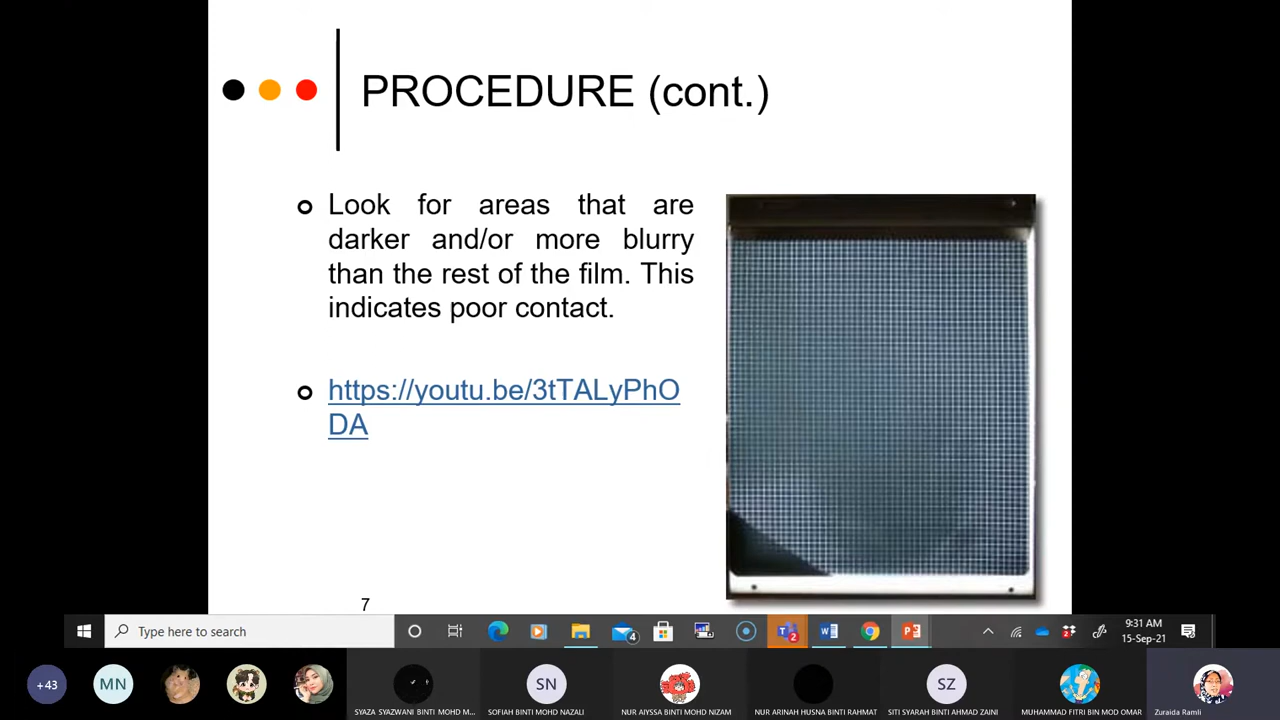 PROCEDURE (cont.)
Look for areas that are
darker and/or more blurry
than the rest of the film. This
indicates poor contact.
https://youtu.be/3tTALyPhO
DA
7
Type here to search
4
2
9:31 AM
15-Sep-21
+43
MN
SN
SZ
SYAZA SYAZWANI BINTI MOHD M...
SOFIAH BINTI MOHD NAZALI
NUR AIYSSA BINTI MOHD NIZAM
NUR ARINAH HUSNA BINTI RAHMAT
SITI SYARAH BINTI AHMAD ZAINI
MUHAMMAD FITRI BIN MOD OMAR
Zuraida Ramli